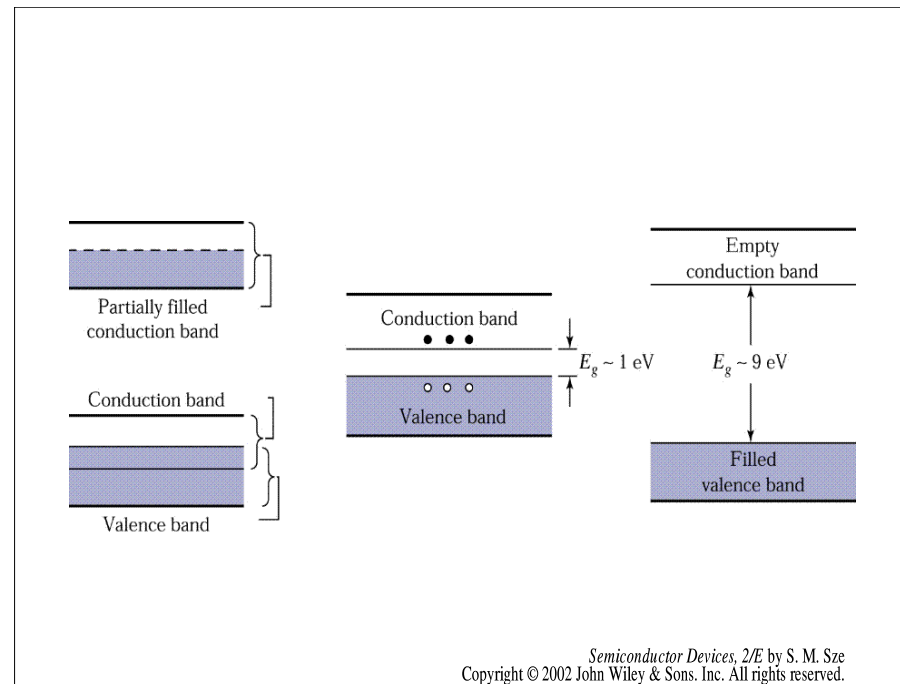 Partially filled
conduction band
Conduction band
Valence band
Conduction band
E_g ~ 1 eV
Valence band
Empty
conduction band
E_g ~ 9 eV
Filled
valence band
Semiconductor Devices, 2/E by S. M. Sze
Copyright © 2002 John Wiley & Sons. Inc. All rights reserved.